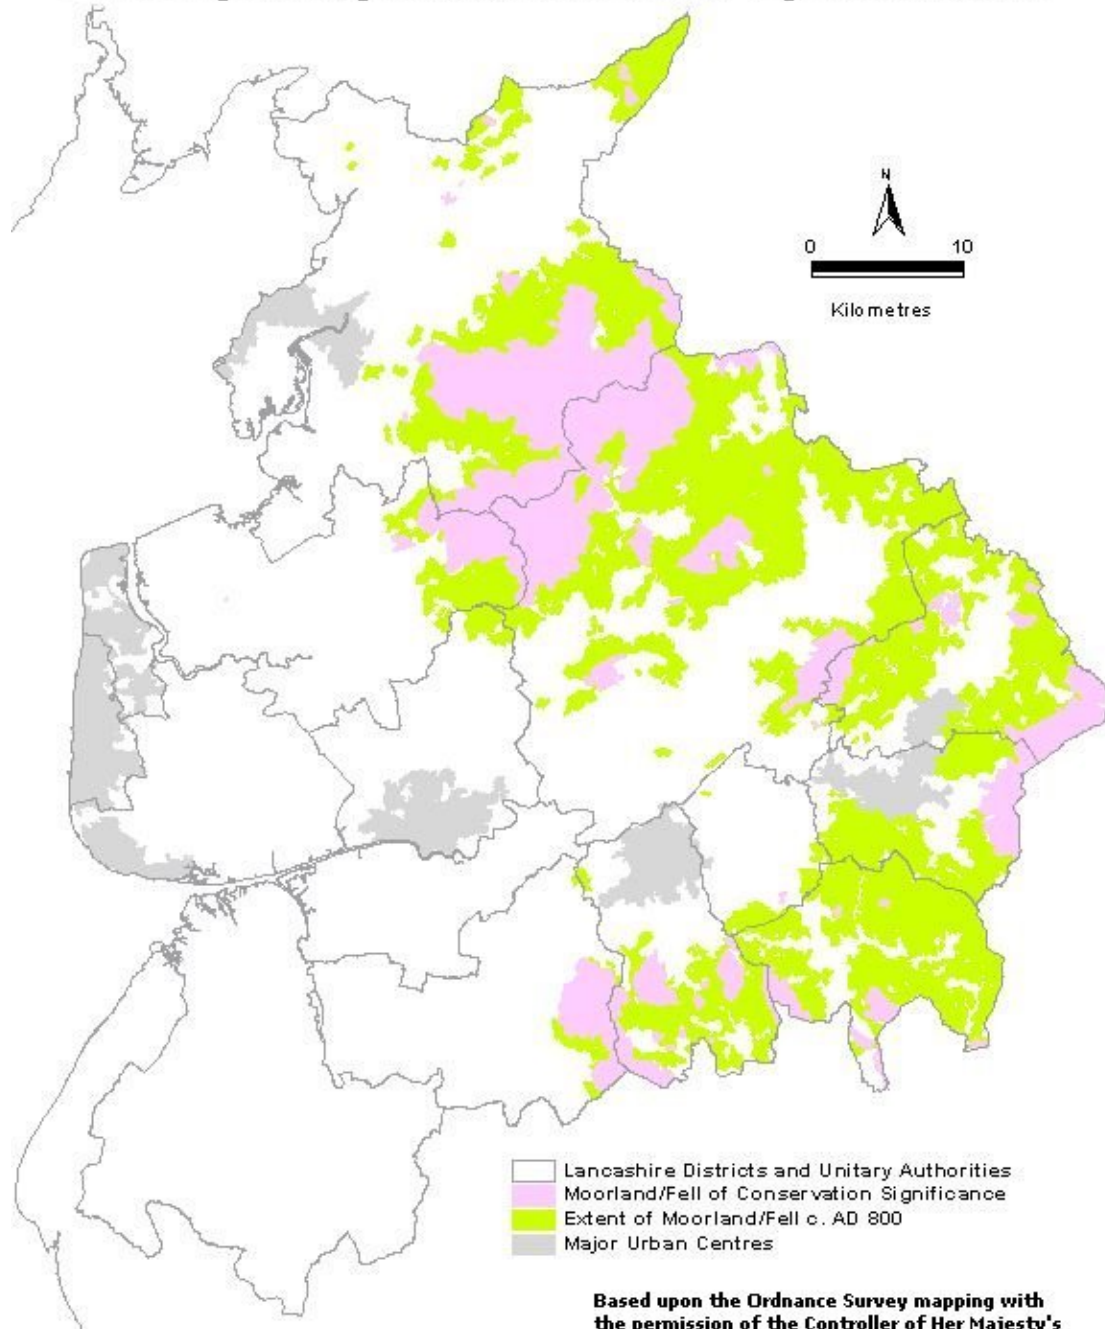 N
0 10
Kilometres
Lancashire Districts and Unitary Authorities
Moorland/Fell of Conservation Significance
Extent of Moorland/Fell c. AD 800
Major Urban Centres
Based upon the Ordnance Survey mapping with
the permission of the Controller of Her Majesty's